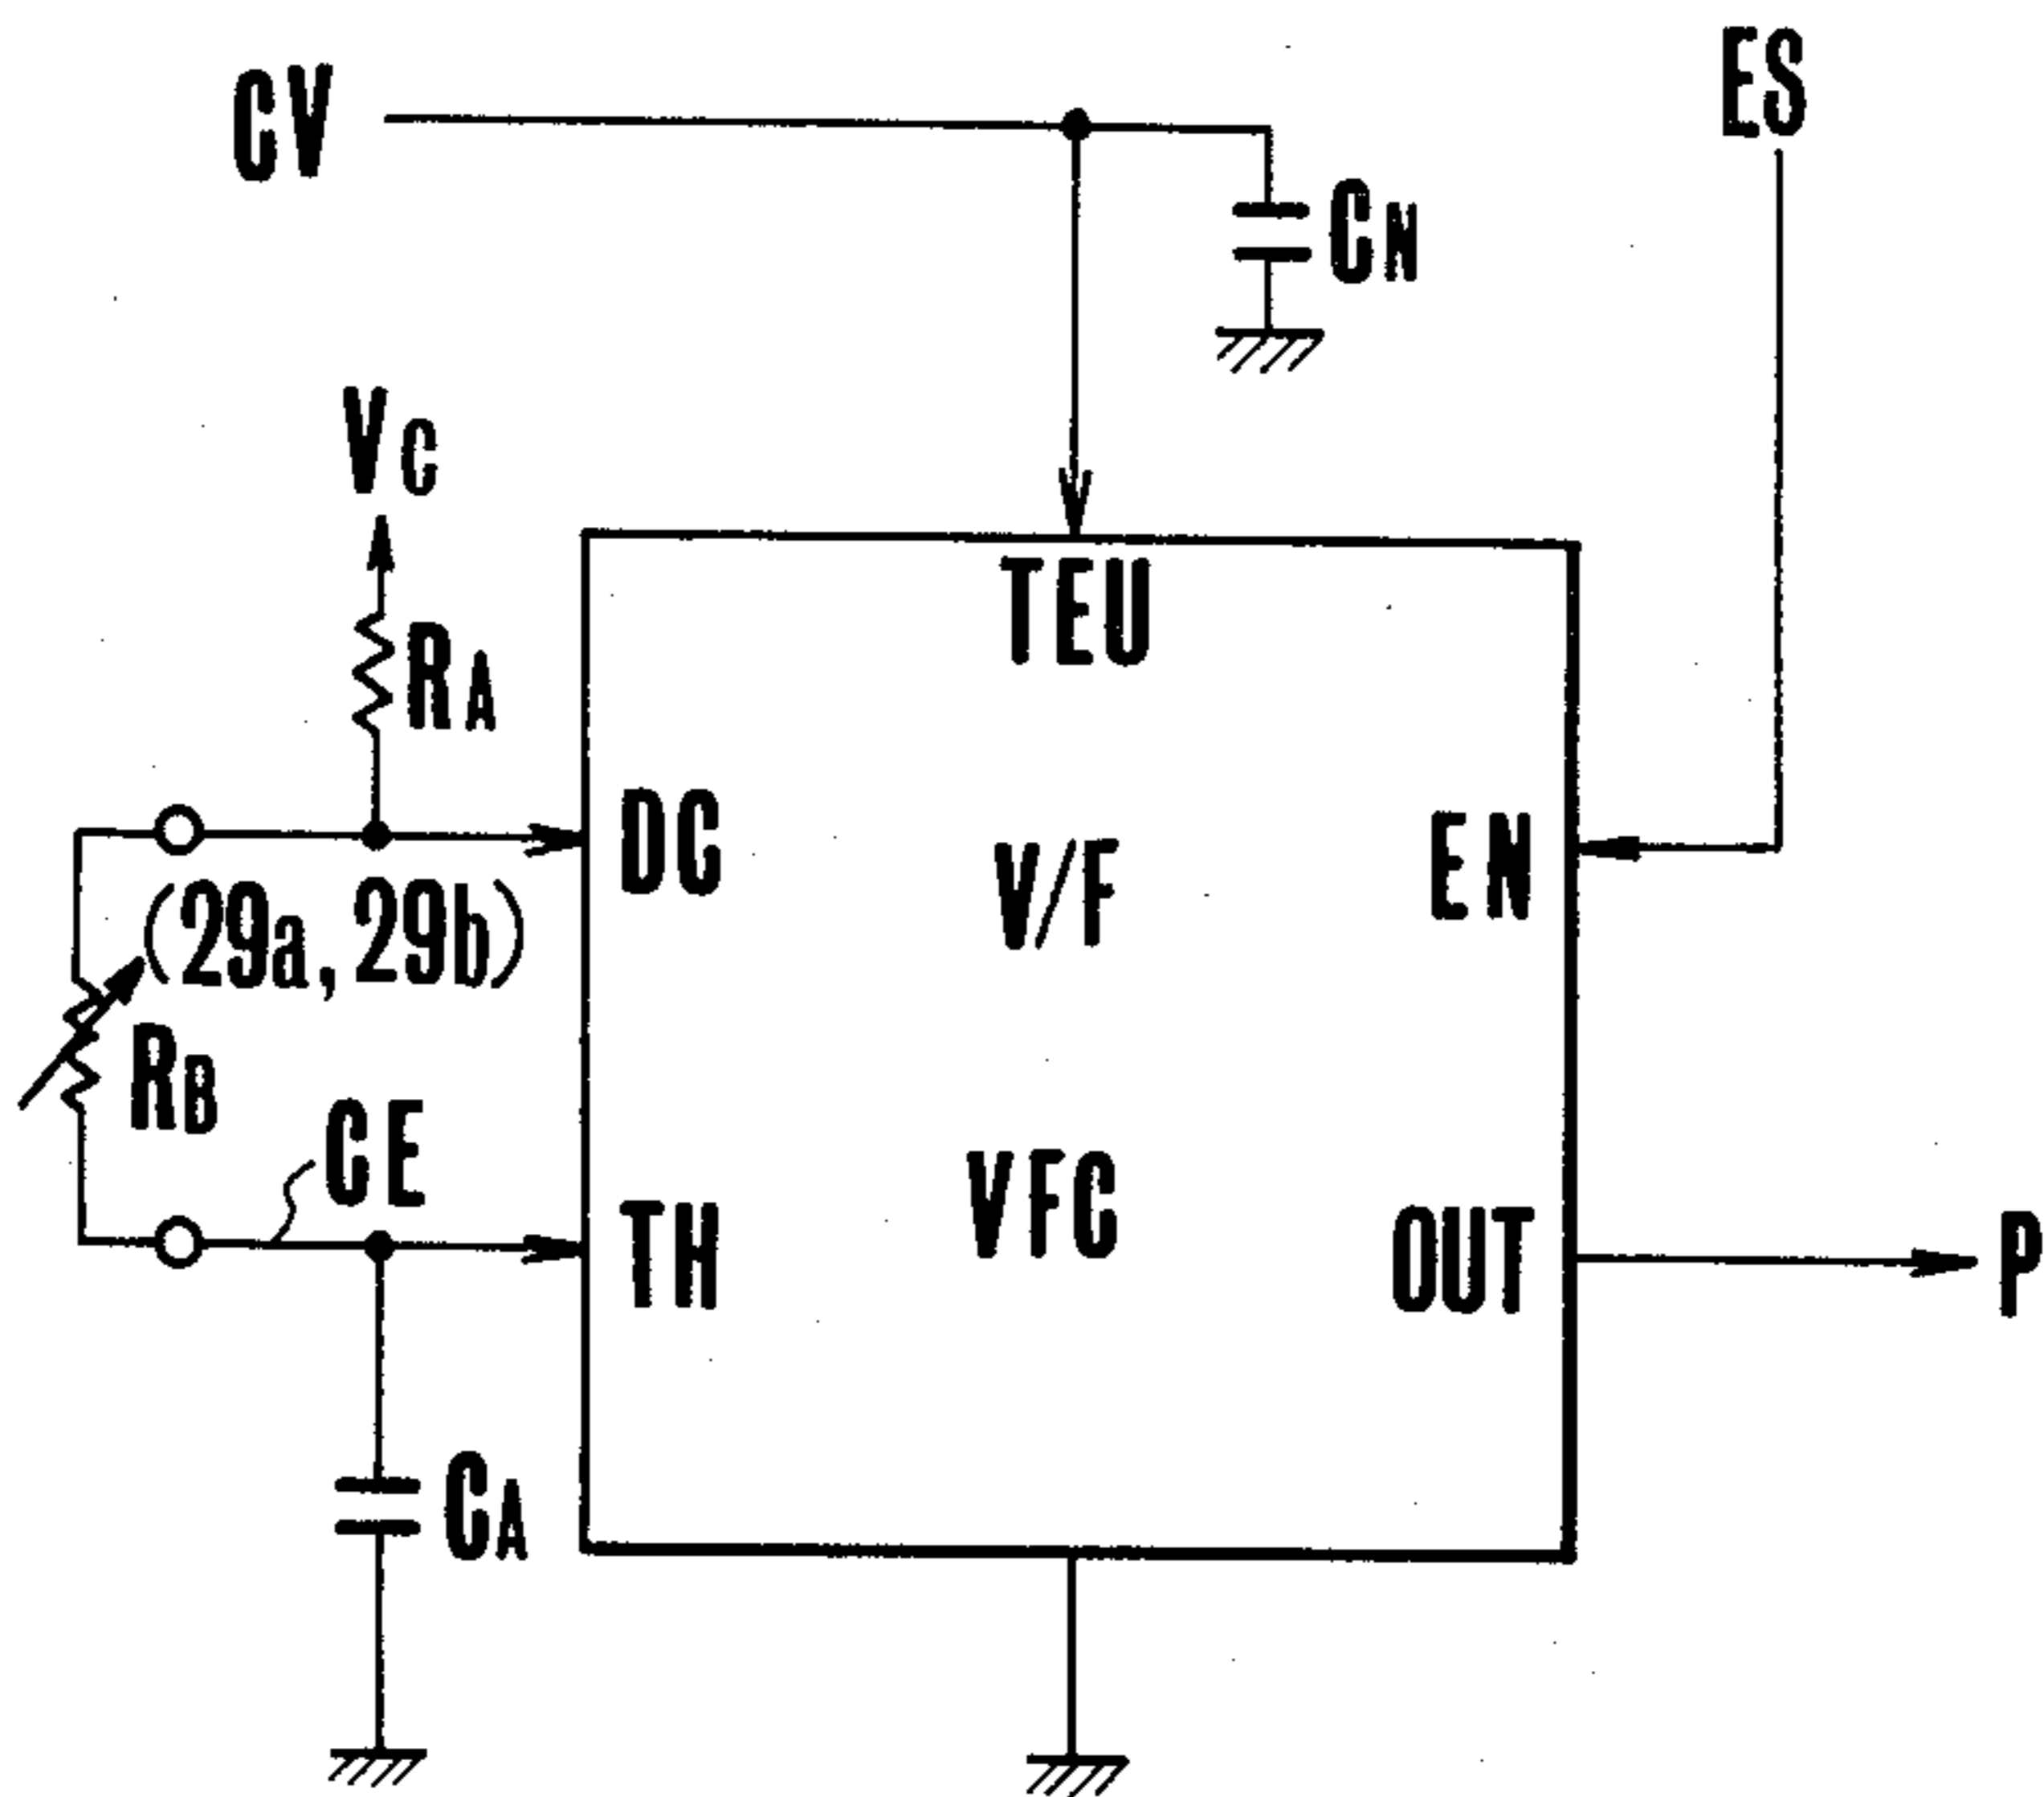 CV
ES
CN
VC
RA
TEU
DC
V/F
EN
(29a, 29b)
RB
CE
TH
VFC
OUT
P
CA